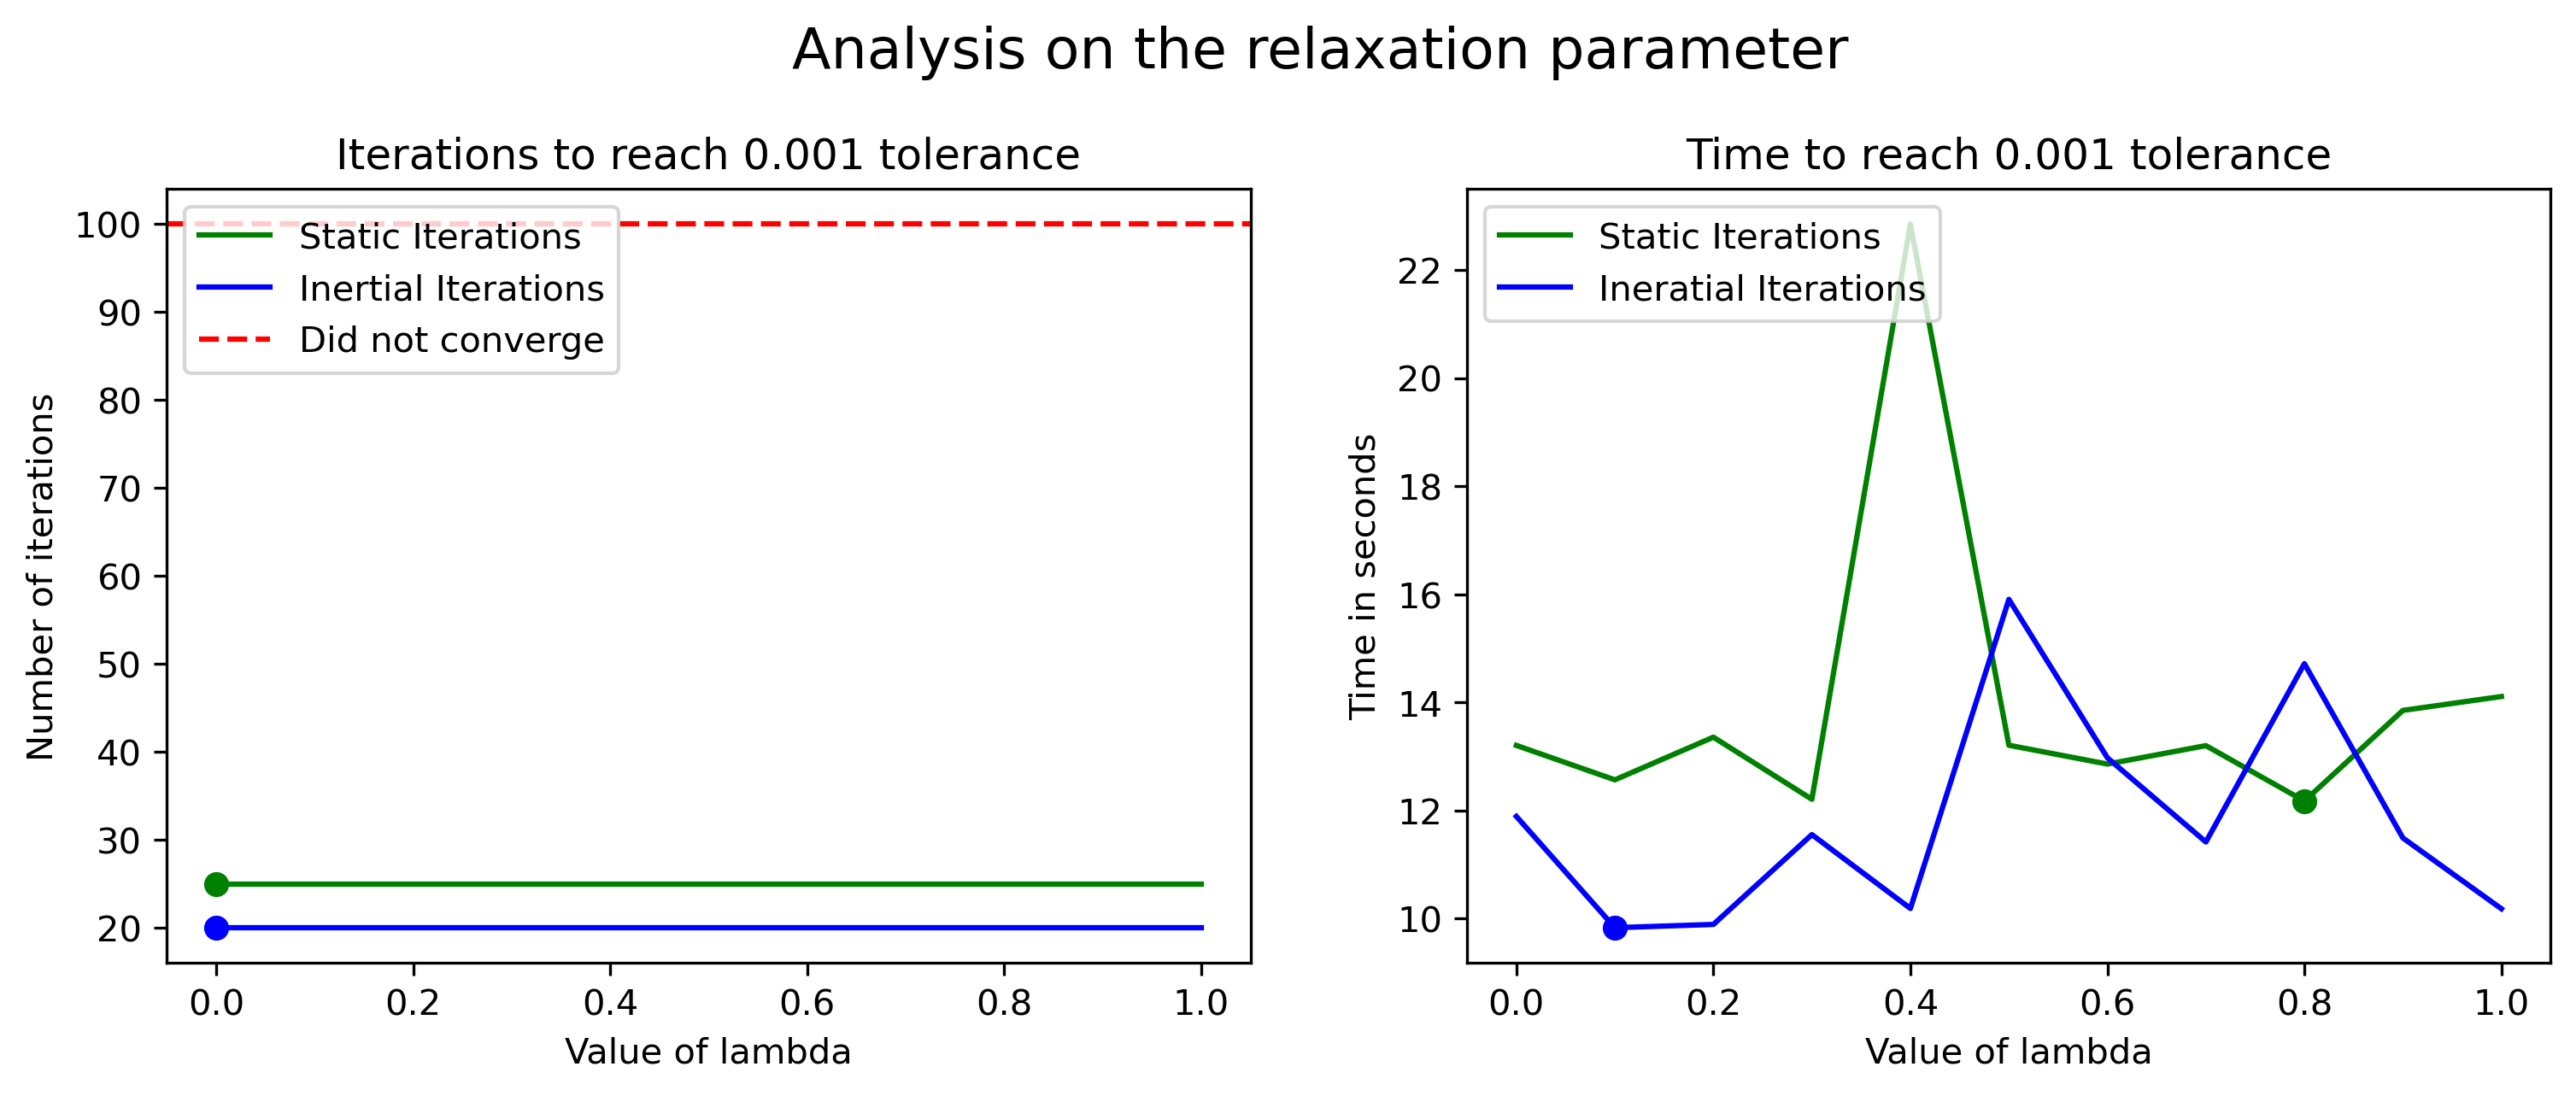 Analysis on the relaxation parameter
Iterations to reach 0.001 tolerance
100
90
80
70
60
50
40
30
20
Number of iterations
Static Iterations
Inertial Iterations
Did not converge
0.0 0.2 0.4 0.6 0.8 1.0
Value of lambda
Time to reach 0.001 tolerance
22
20
18
16
14
12
10
Time in seconds
Static Iterations
Ineratial Iterations
0.0 0.2 0.4 0.6 0.8 1.0
Value of lambda